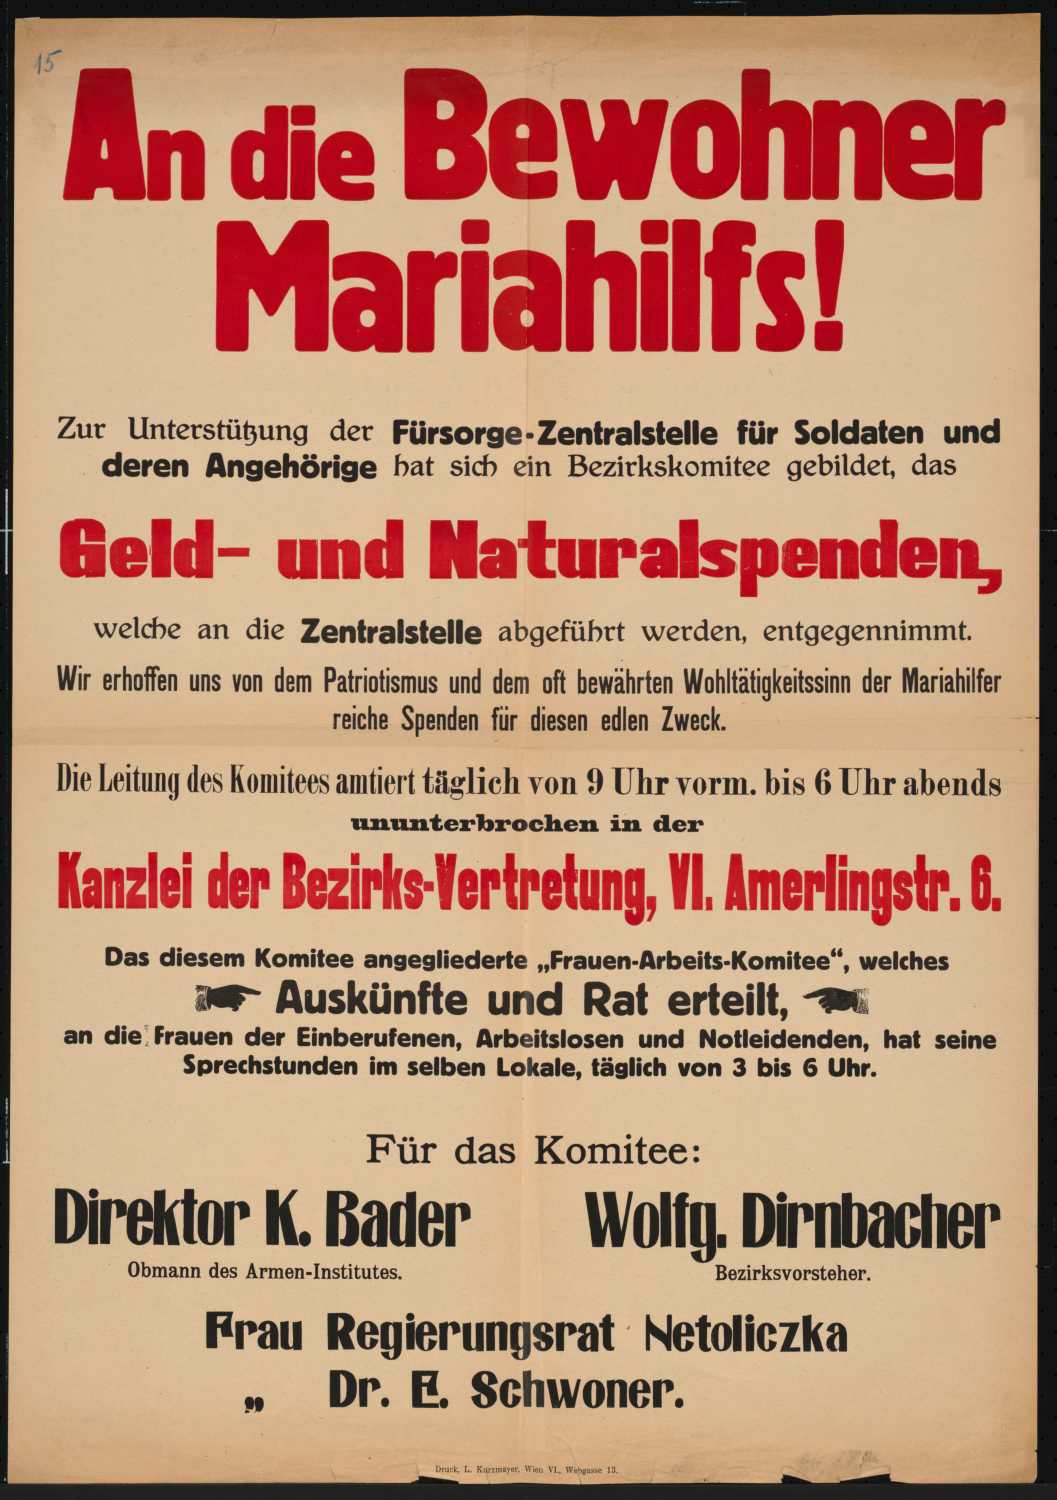 15
An die Bewohner
Mariahilfs!
Zur Unterstützung der Fürsorge-Zentralstelle für Soldaten und
deren Angehörige hat sich ein Bezirkskomitee gebildet, das
Geld- und Naturalspenden,
welche an die Zentralstelle abgeführt werden, entgegennimmt.
Wir erhoffen uns von dem Patriotismus und dem oft bewährten Wohltätigkeitssinn der Mariahilfer
reiche Spenden für diesen edlen Zweck.
Die Leitung des Komitees amtiert täglich von 9 Uhr vorm. bis 6 Uhr abends
ununterbrochen in der
Kanzlei der Bezirks-Vertretung, VI. Amerlingstr. 6.
Das diesem Komitee angegliederte „Frauen-Arbeits-Komitee“, welches
Auskünfte und Rat erteilt,
an die Frauen der Einberufenen, Arbeitslosen und Notleidenden, hat seine
Sprechstunden im selben Lokale, täglich von 3 bis 6 Uhr.
Für das Komitee:
Direktor K. Bader
Obmann des Armen-Institutes.
Wolfg. Dirnbacher
Bezirksvorsteher.
Frau Regierungsrat Netoliczka
„ Dr. E. Schwoner.
Druck, L. Kurzmayer, Wien VI., Webgasse 13.